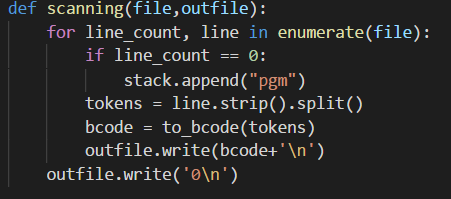 def scanning(file,outfile):
    for line_count, line in enumerate(file):
        if line_count == 0:
            stack.append("pgm")
        tokens = line.strip().split()
        bcode = to_bcode(tokens)
        outfile.write(bcode+'\n')
    outfile.write('0\n')